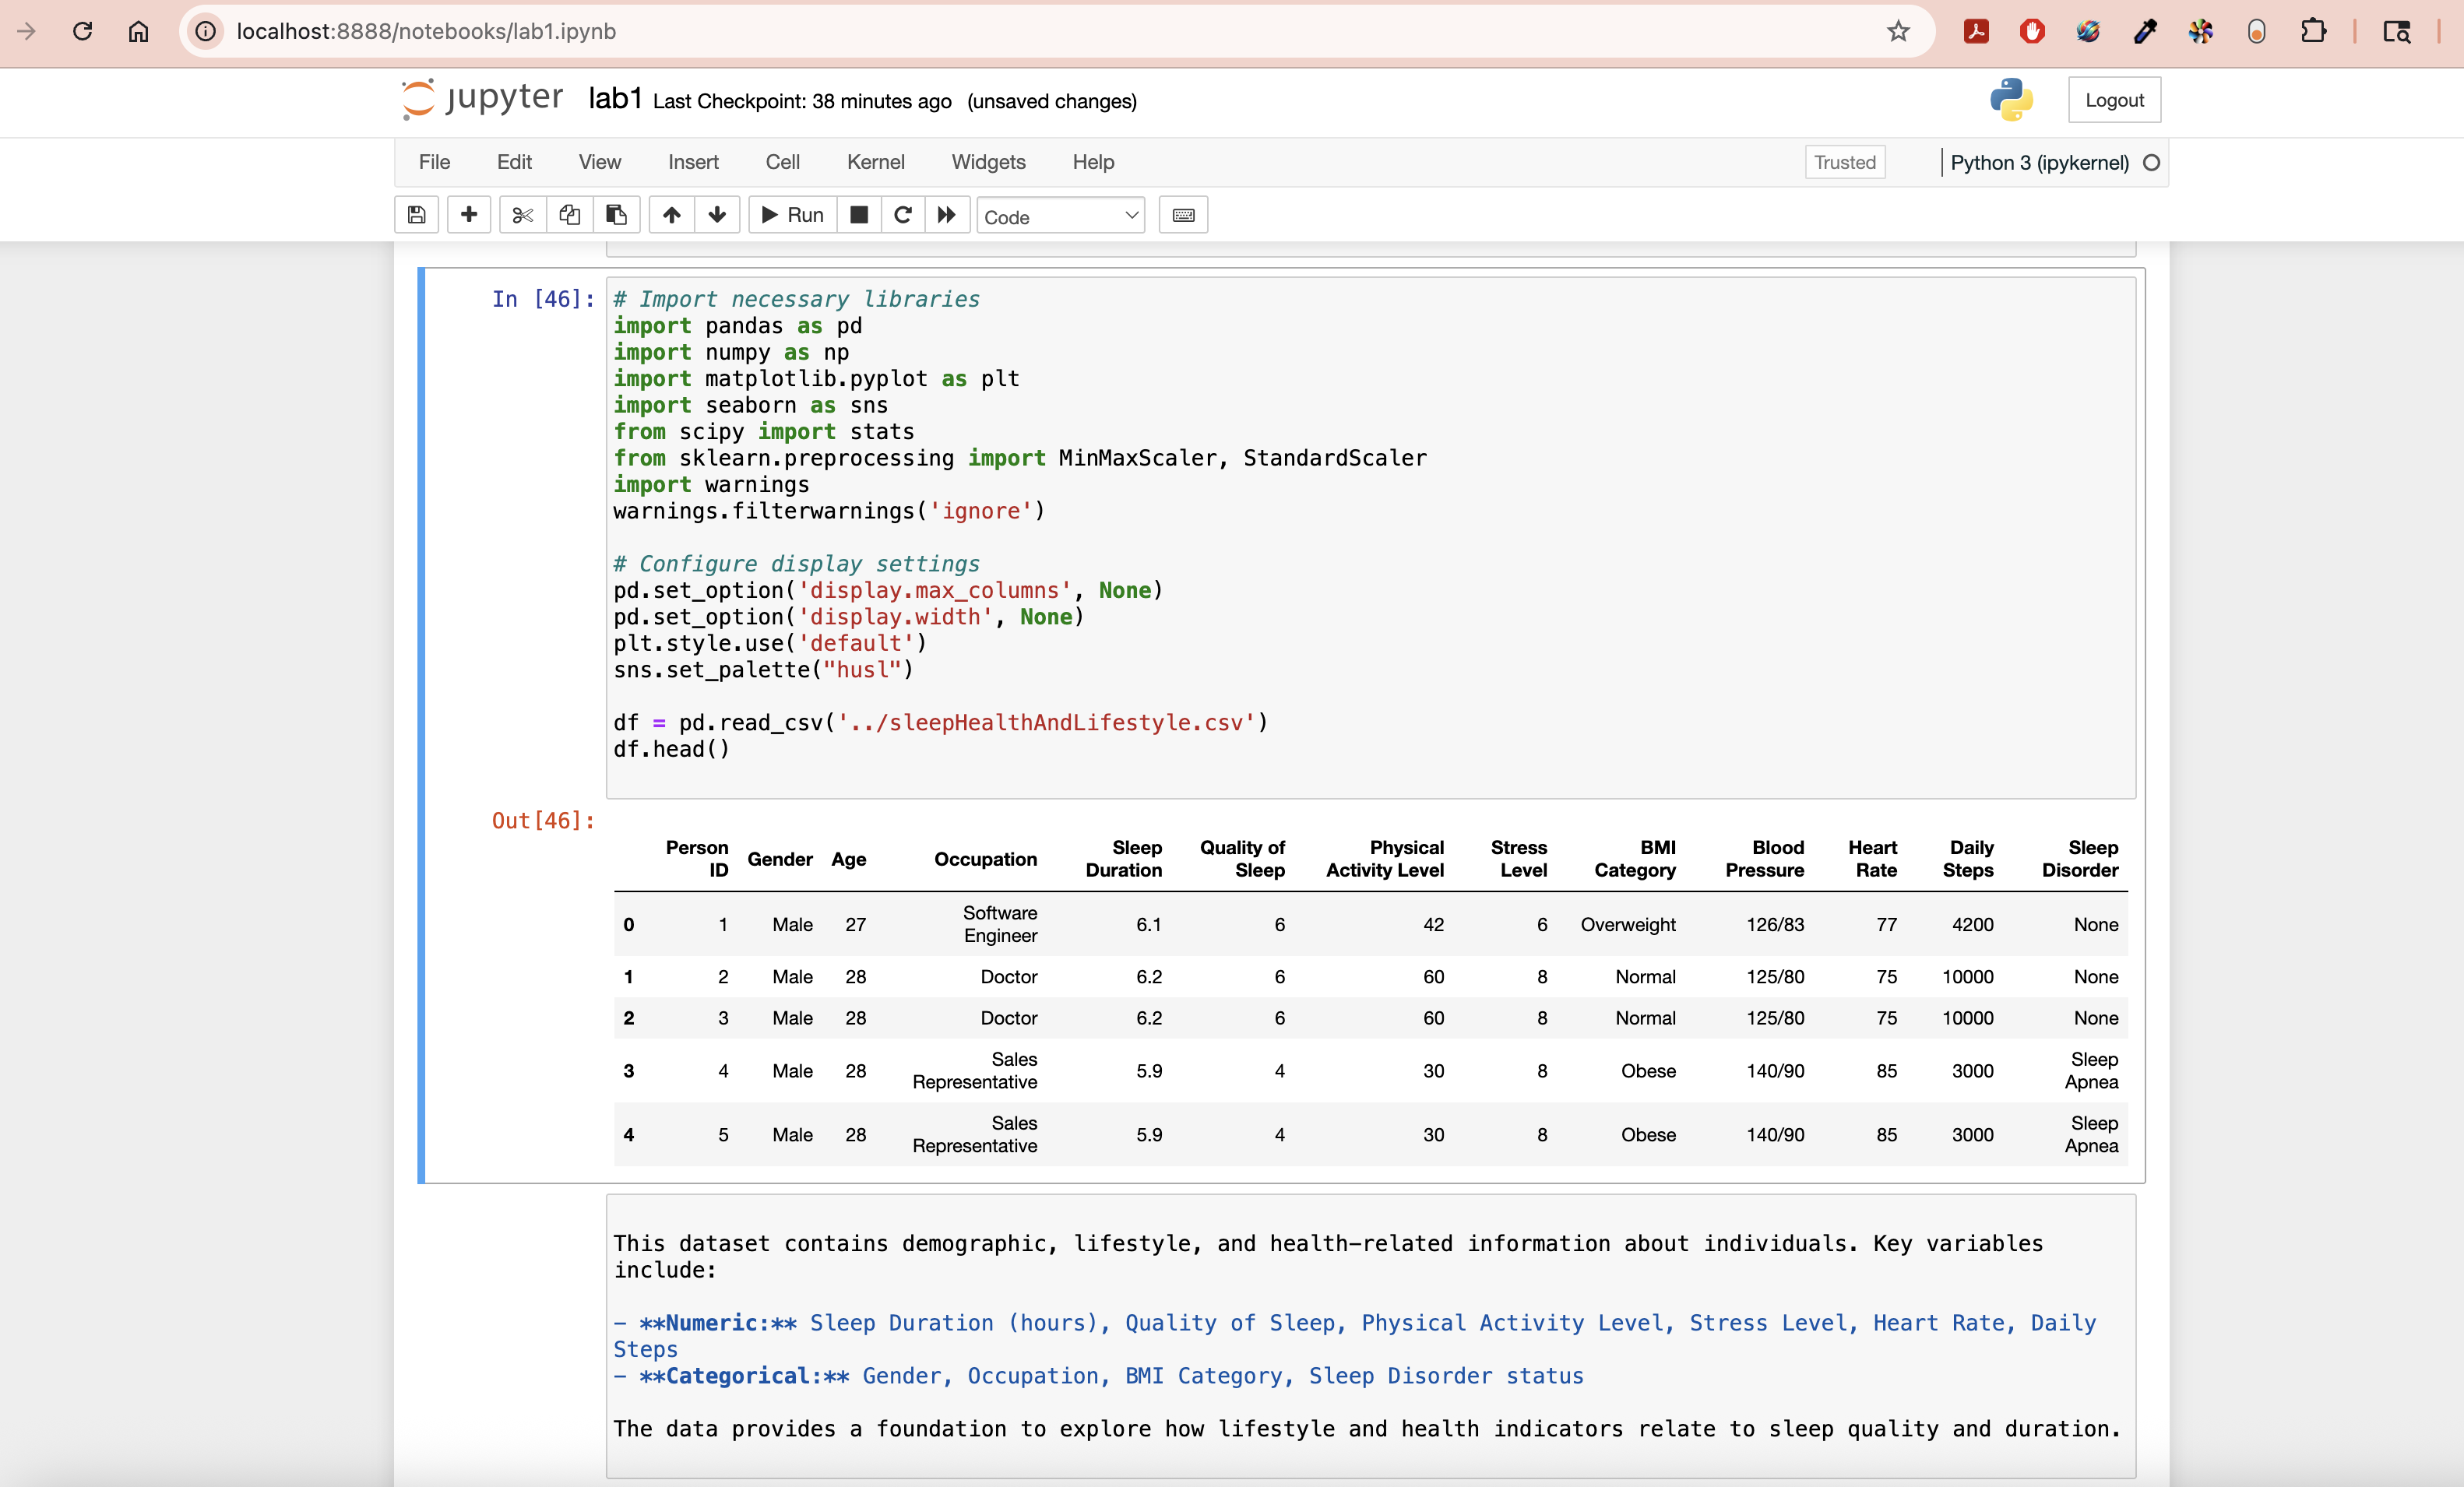 localhost:8888/notebooks/lab1.ipynb
jupyter lab1 Last Checkpoint: 38 minutes ago (unsaved changes)
Logout
File Edit View Insert Cell Kernel Widgets Help
Trusted
Python 3 (ipykernel)
Run
Code
In [46]:
# Import necessary libraries
import pandas as pd
import numpy as np
import matplotlib.pyplot as plt
import seaborn as sns
from scipy import stats
from sklearn.preprocessing import MinMaxScaler, StandardScaler
import warnings
warnings.filterwarnings('ignore')
# Configure display settings
pd.set_option('display.max_columns', None)
pd.set_option('display.width', None)
plt.style.use('default')
sns.set_palette("husl")
df = pd.read_csv('../sleepHealthAndLifestyle.csv')
df.head()
Out[46]:
Person ID Gender Age Occupation Sleep Duration Quality of Sleep Physical Activity Level Stress Level BMI Category Blood Pressure Heart Rate Daily Steps Sleep Disorder
0 1 Male 27 Software Engineer 6.1 6 42 6 Overweight 126/83 77 4200 None
1 2 Male 28 Doctor 6.2 6 60 8 Normal 125/80 75 10000 None
2 3 Male 28 Doctor 6.2 6 60 8 Normal 125/80 75 10000 None
3 4 Male 28 Sales Representative 5.9 4 30 8 Obese 140/90 85 3000 Sleep Apnea
4 5 Male 28 Sales Representative 5.9 4 30 8 Obese 140/90 85 3000 Sleep Apnea
This dataset contains demographic, lifestyle, and health-related information about individuals. Key variables
include:
- **Numeric:** Sleep Duration (hours), Quality of Sleep, Physical Activity Level, Stress Level, Heart Rate, Daily
Steps
- **Categorical:** Gender, Occupation, BMI Category, Sleep Disorder status
The data provides a foundation to explore how lifestyle and health indicators relate to sleep quality and duration.